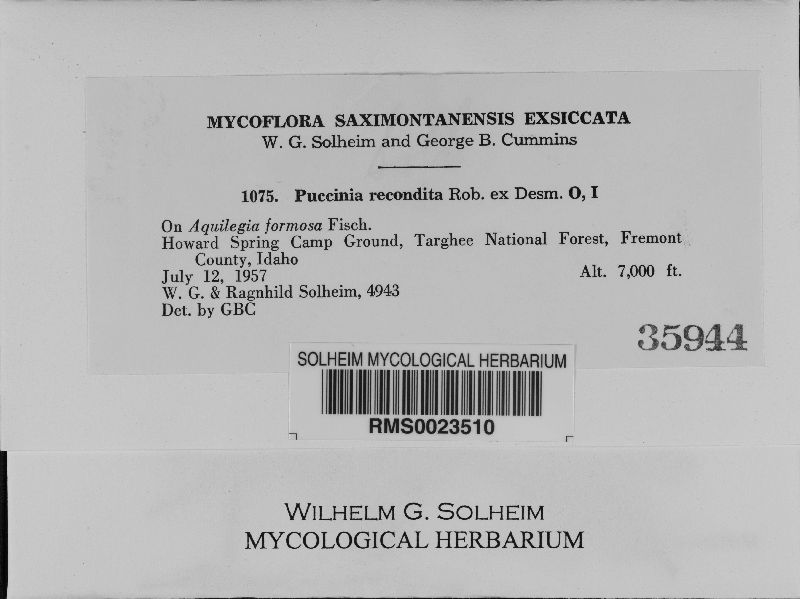 MYCOFLORA SAXIMONTANENSIS EXSICCATA
W. G. Solheim and George B. Cummins
1075. Puccinia recondita Rob. ex Desm. O, I
On Aquilegia formosa Fisch.
Howard Spring Camp Ground, Targhee National Forest, Fremont
County, Idaho
July 12, 1957 Alt. 7,000 ft.
W. G. & Ragnhild Solheim, 4943
Det. by GBC
35944
SOLHEIM MYCOLOGICAL HERBARIUM
RMS0023510
WILHELM G. SOLHEIM
MYCOLOGICAL HERBARIUM